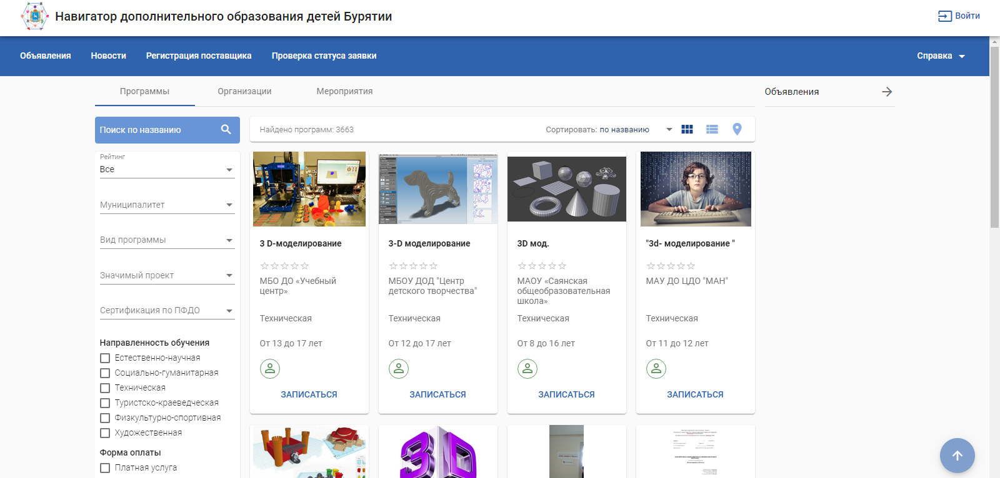 Навигатор дополнительного образования детей Бурятии
Войти
Объявления
Новости
Регистрация поставщика
Проверка статуса заявки
Справка
Программы
Организации
Мероприятия
Объявления
Поиск по названию
Найдено программ: 3663
Сортировать: по названию
Рейтинг
Все
Муниципалитет
Вид программы
Значимый проект
Сертификация по ПФДО
Направленность обучения
Естественно-научная
Социально-гуманитарная
Техническая
Туристско-краеведческая
Физкультурно-спортивная
Художественная
Форма оплаты
Платная услуга
3 D-моделирование
МБО ДО «Учебный
центр»
Техническая
От 13 до 17 лет
ЗАПИСАТЬСЯ
3-D моделирование
МБОУ ДОД "Центр
детского творчества"
Техническая
От 12 до 17 лет
ЗАПИСАТЬСЯ
3D мод.
МАОУ «Саянская
общеобразовательная
школа»
Техническая
От 8 до 16 лет
ЗАПИСАТЬСЯ
"3d- моделирование "
МАУ ДО ЦДО "МАН"
Техническая
От 11 до 12 лет
ЗАПИСАТЬСЯ
3D